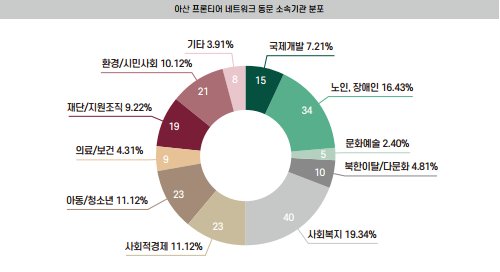 아산 프론티어 네트워크 동문 소속기관 분포
기타 3.91%
국제개발 7.21%
환경/시민사회 10.12%
노인, 장애인 16.43%
재단/지원조직 9.22%
문화예술 2.40%
의료/보건 4.31%
북한이탈/다문화 4.81%
아동/청소년 11.12%
사회복지 19.34%
사회적경제 11.12%
8
15
21
34
19
5
9
10
23
40
23